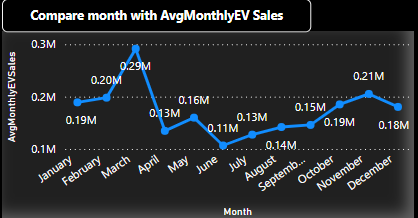 Compare month with AvgMonthlyEV Sales
AvgMonthlyEVSales
0.3M
0.2M
0.1M
0.19M
0.20M
0.29M
0.13M
0.16M
0.11M
0.13M
0.14M
0.15M
0.19M
0.21M
0.18M
January
February
March
April
May
June
July
August
Septemb...
October
November
December
Month